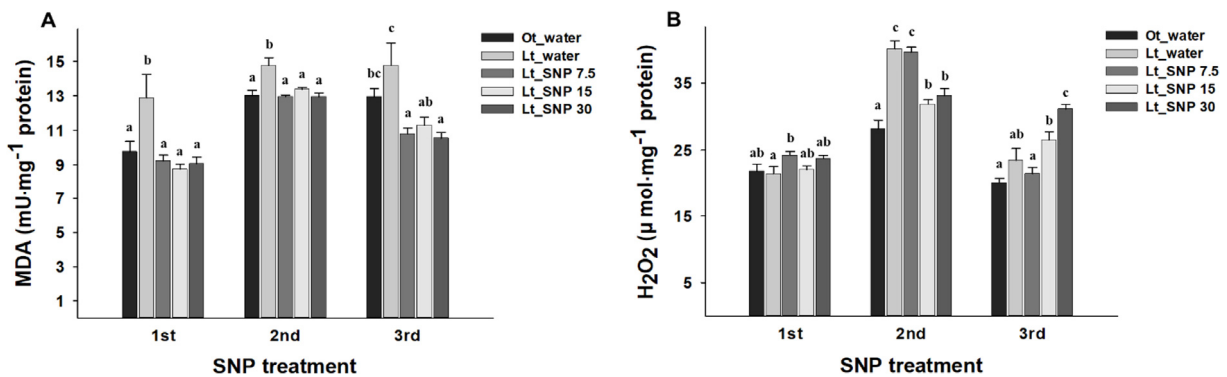 A
MDA (mU·mg⁻¹ protein)
15
13
11
9
7
5
3
1
a
b
a
a
a
a
b
a
a
a
bc
c
a
ab
a
1st
2nd
3rd
SNP treatment
Ot_water
Lt_water
Lt_SNP 7.5
Lt_SNP 15
Lt_SNP 30
B
H₂O₂ (µ mol·mg⁻¹ protein)
35
25
15
5
ab
a
b
ab
ab
a
c
c
b
b
a
ab
a
b
c
1st
2nd
3rd
SNP treatment
Ot_water
Lt_water
Lt_SNP 7.5
Lt_SNP 15
Lt_SNP 30